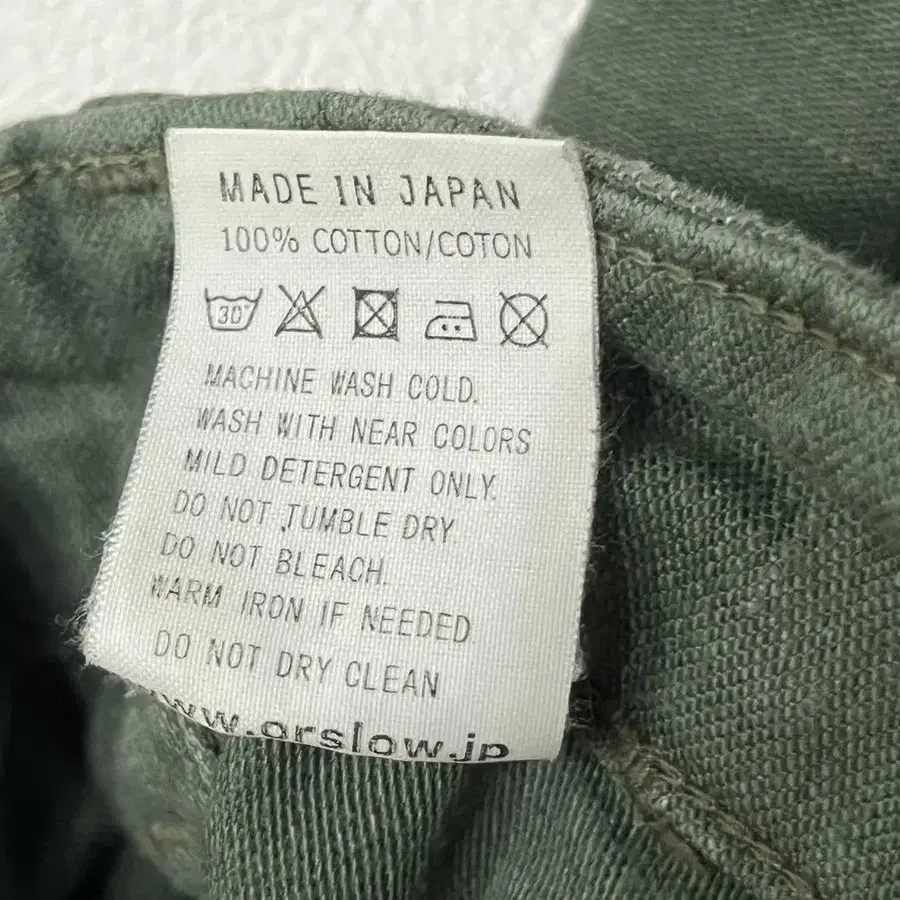 MADE IN JAPAN
100% COTTON/COTON
30°
MACHINE WASH COLD.
WASH WITH NEAR COLORS
MILD DETERGENT ONLY.
DO NOT TUMBLE DRY
DO NOT BLEACH.
WARM IRON IF NEEDED
DO NOT DRY CLEAN
www.orslow.jp